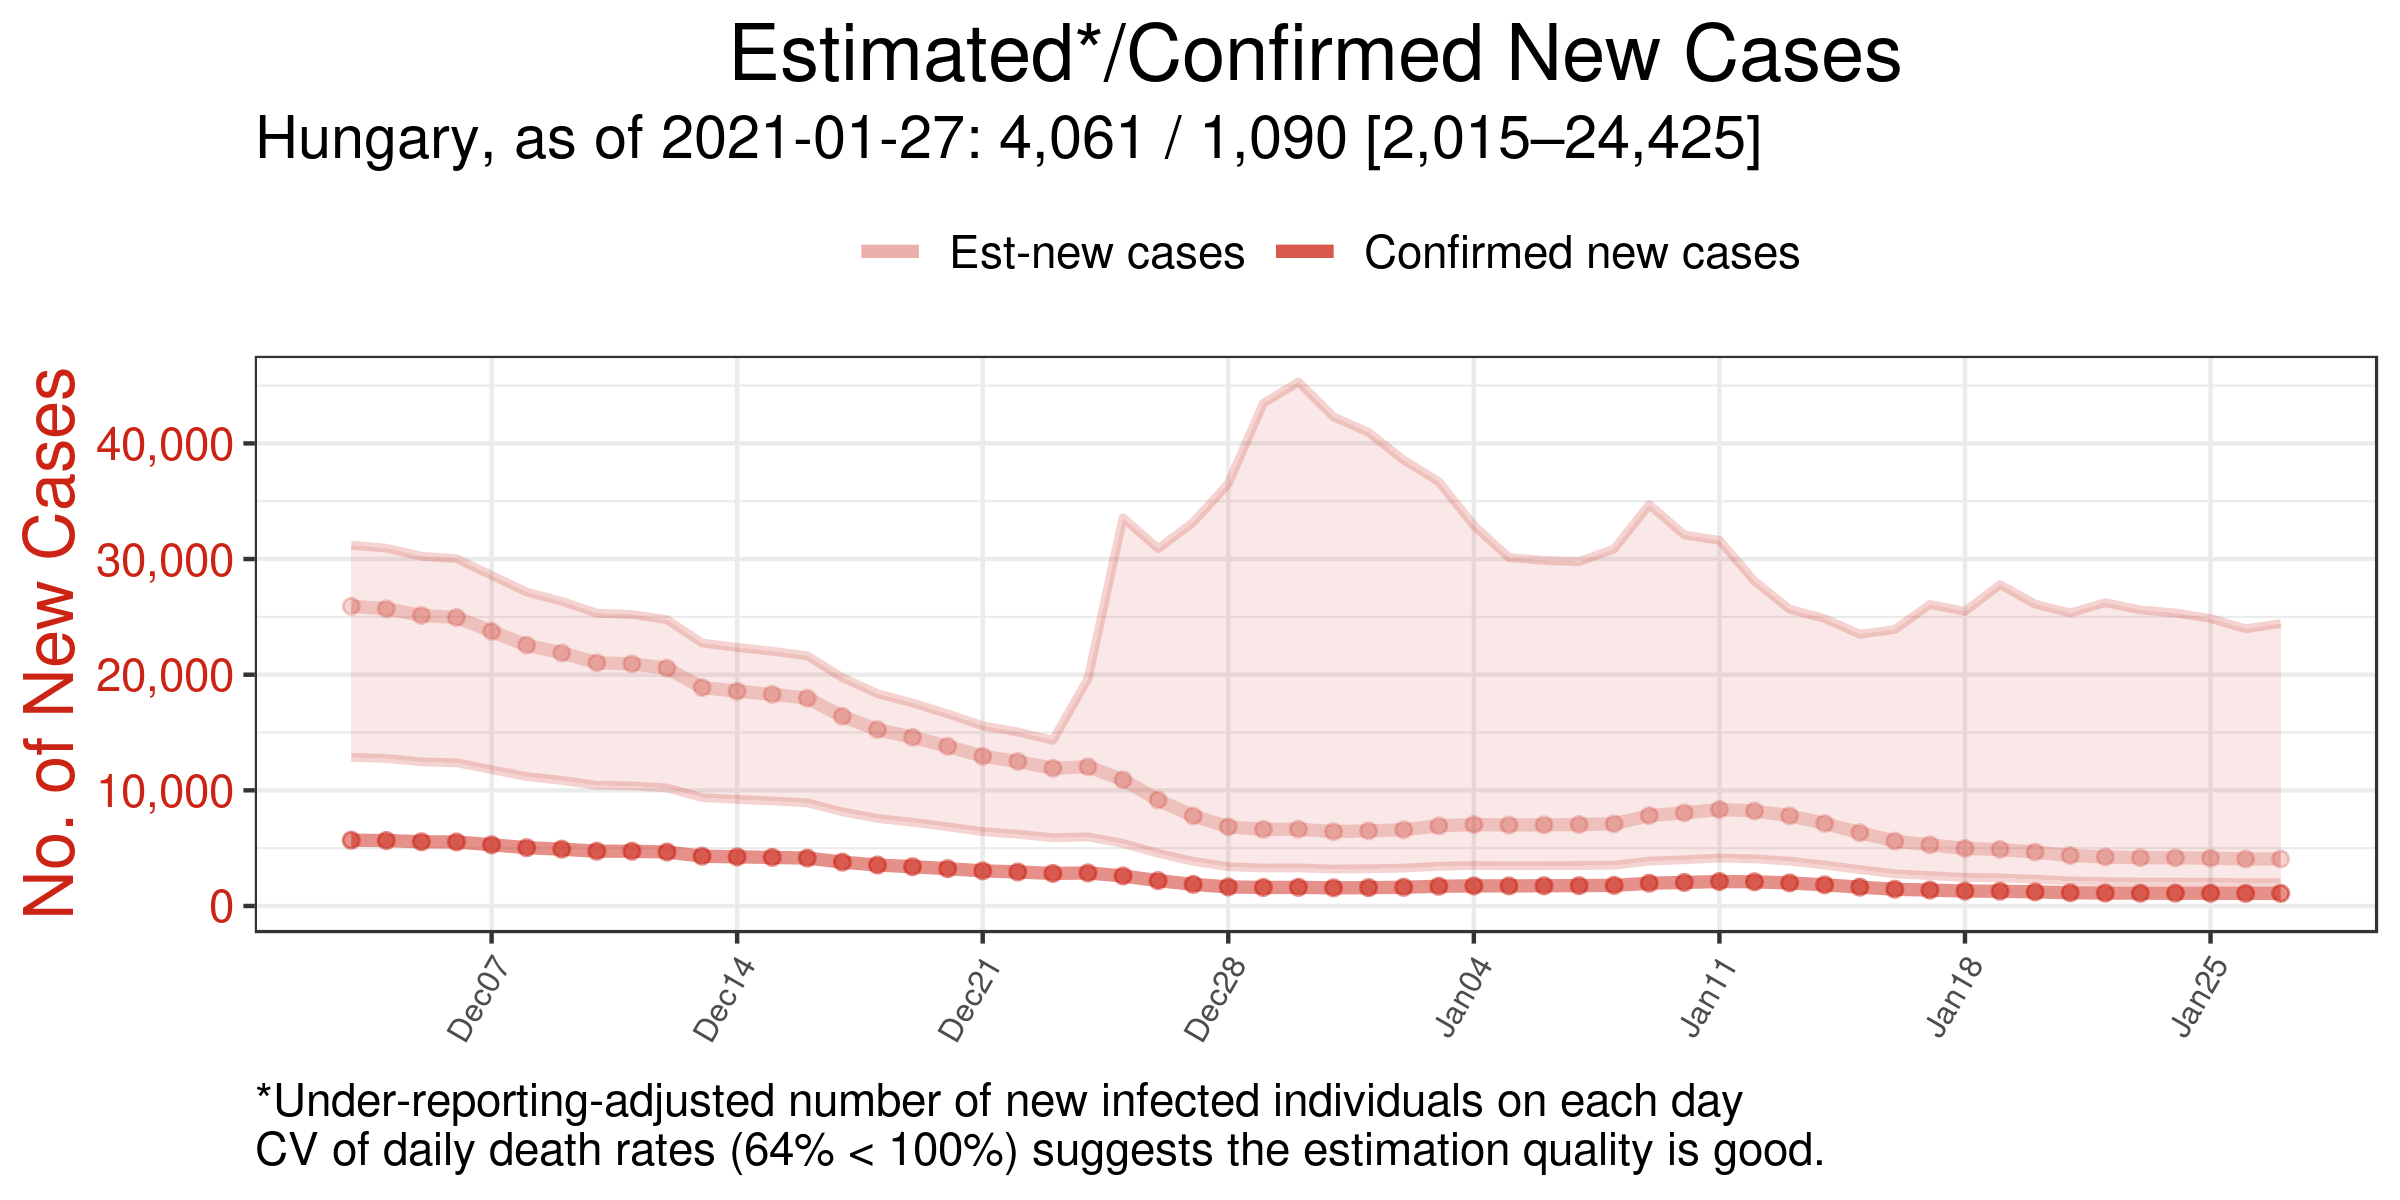 Estimated*/Confirmed New Cases
Hungary, as of 2021-01-27: 4,061 / 1,090 [2,015–24,425]
Est-new cases
Confirmed new cases
No. of New Cases
40,000
30,000
20,000
10,000
0
Dec07
Dec14
Dec21
Dec28
Jan04
Jan11
Jan18
Jan25
*Under-reporting-adjusted number of new infected individuals on each day
CV of daily death rates (64% < 100%) suggests the estimation quality is good.